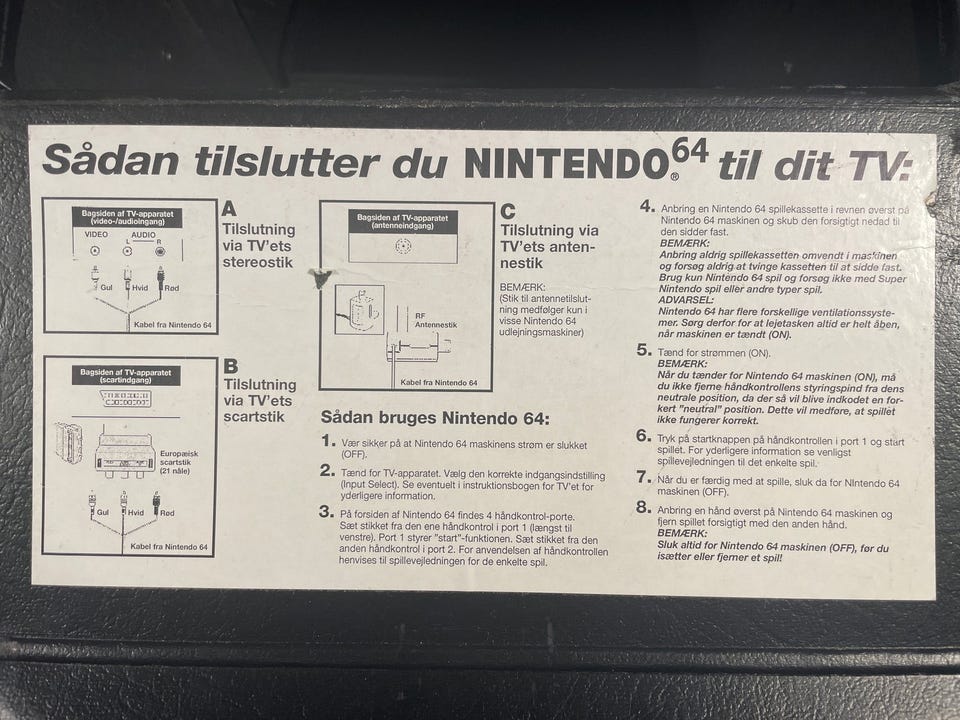 Sådan tilslutter du NINTENDO⁶⁴® til dit TV:
Bagsiden af TV-apparatet
(video-/audioingang)
VIDEO AUDIO
L R
Gul Hvid Rød
Kabel fra Nintendo 64
A
Tilslutning
via TV'ets
stereostik
Bagsiden af TV-apparatet
(scartindgang)
Europæisk
scartstik
(21 nåle)
Gul Hvid Rød
Kabel fra Nintendo 64
B
Tilslutning
via TV'ets
scartstik
Bagsiden af TV-apparatet
(antenneindgang)
RF
Antennestik
Kabel fra Nintendo 64
C
Tilslutning via
TV'ets anten-
nestik
BEMÆRK:
(Stik til antennetilslut-
ning medfølger kun i
visse Nintendo 64
udlejningsmaskiner)
Sådan bruges Nintendo 64:
1. Vær sikker på at Nintendo 64 maskinens strøm er slukket
(OFF).
2. Tænd for TV-apparatet. Vælg den korrekte indgangsindstilling
(Input Select). Se eventuelt i instruktionsbogen for TV'et for
yderligere information.
3. På forsiden af Nintendo 64 findes 4 håndkontrol-porte.
Sæt stikket fra den ene håndkontrol i port 1 (længst til
venstre). Port 1 styrer "start"-funktionen. Sæt stikket fra den
anden håndkontrol i port 2. For anvendelsen af håndkontrollen
henvises til spillevejledningen for de enkelte spil.
4. Anbring en Nintendo 64 spillekassette i revnen øverst på
Nintendo 64 maskinen og skub den forsigtigt nedad til
den sidder fast.
BEMÆRK:
Anbring aldrig spillekassetten omvendt i maskinen
og forsøg aldrig at tvinge kassetten til at sidde fast.
Brug kun Nintendo 64 spil og forsøg ikke med Super
Nintendo spil eller andre typer spil.
ADVARSEL:
Nintendo 64 har flere forskellige ventilationssyste-
mer. Sørg derfor for at lejetasken altid er helt åben,
når maskinen er tændt (ON).
5. Tænd for strømmen (ON).
BEMÆRK:
Når du tænder for Nintendo 64 maskinen (ON), må
du ikke fjerne håndkontrollens styringspind fra dens
neutrale position, da der så vil blive indkodet en for-
kert "neutral" position. Dette vil medføre, at spillet
ikke fungerer korrekt.
6. Tryk på startknappen på håndkontrollen i port 1 og start
spillet. For yderligere information se venligst
spillevejledningen til det enkelte spil.
7. Når du er færdig med at spille, sluk da for NIntendo 64
maskinen (OFF).
8. Anbring en hånd øverst på Nintendo 64 maskinen og
fjern spillet forsigtigt med den anden hånd.
BEMÆRK:
Sluk altid for Nintendo 64 maskinen (OFF), før du
isætter eller fjerner et spil!